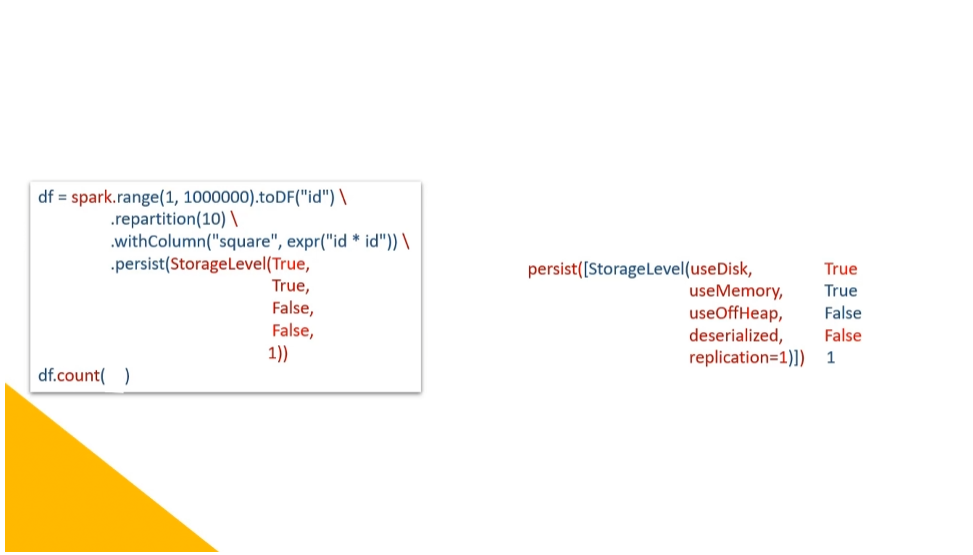 df = spark.range(1, 1000000).toDF("id") \
.repartition(10) \
.withColumn("square", expr("id * id")) \
.persist(StorageLevel(True,
True,
False,
False,
1))
df.count( )
persist([StorageLevel(useDisk, True
useMemory, True
useOffHeap, False
deserialized, False
replication=1)]) 1